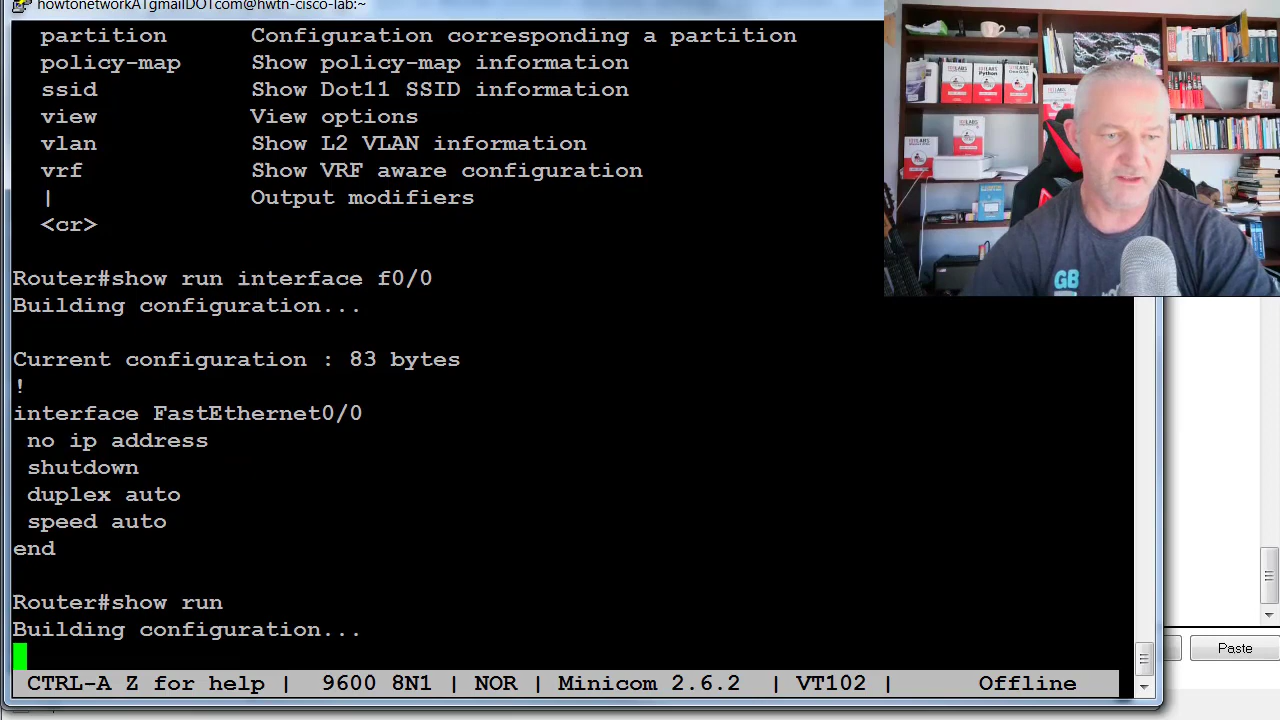 howtonetworkATgmailDOTcom@hwtn-cisco-lab:~
partition Configuration corresponding a partition
policy-map Show policy-map information
ssid Show Dot11 SSID information
view View options
vlan Show L2 VLAN information
vrf Show VRF aware configuration
| Output modifiers
<cr>
Router#show run interface f0/0
Building configuration...
Current configuration : 83 bytes
!
interface FastEthernet0/0
no ip address
shutdown
duplex auto
speed auto
end
Router#show run
Building configuration...
CTRL-A Z for help | 9600 8N1 | NOR | Minicom 2.6.2 | VT102 | Offline
Paste
Python
GB